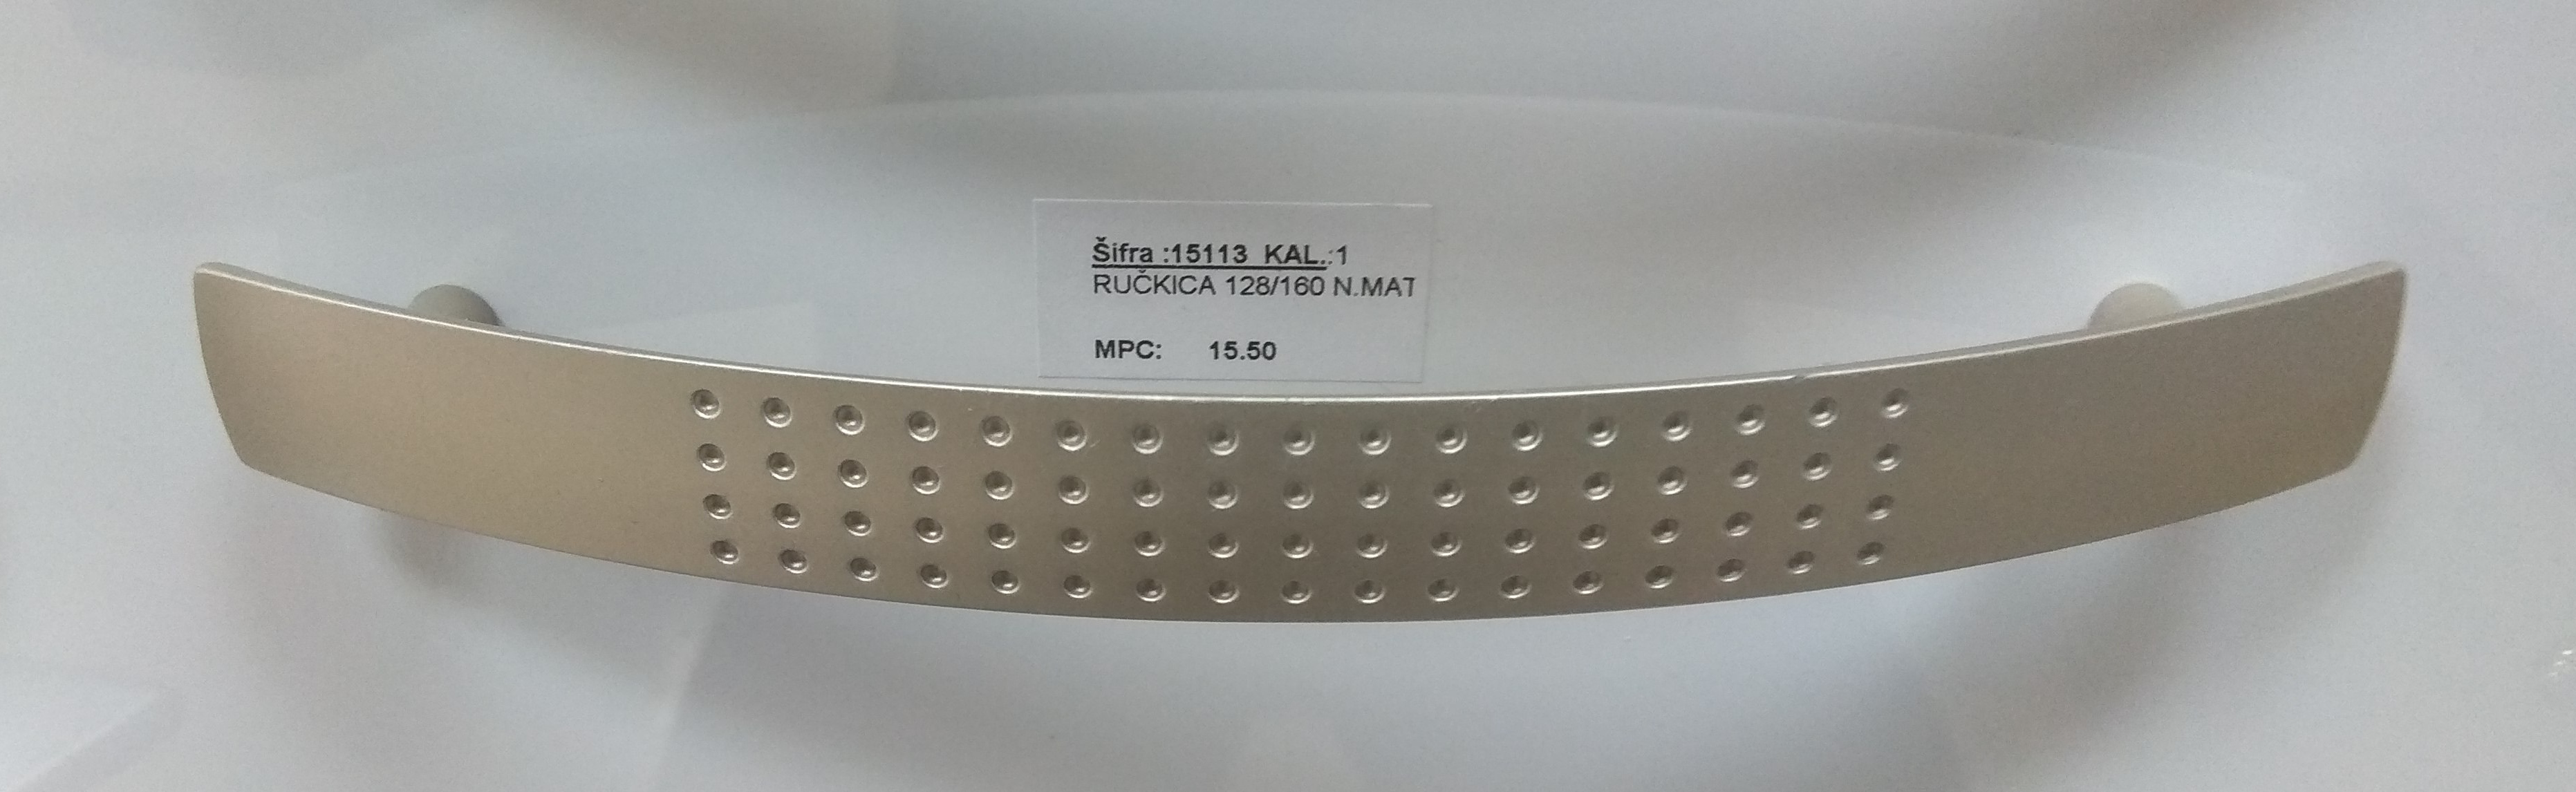 Šifra :15113 KAL.:1
RUČKICA 128/160 N.MAT
MPC: 15.50